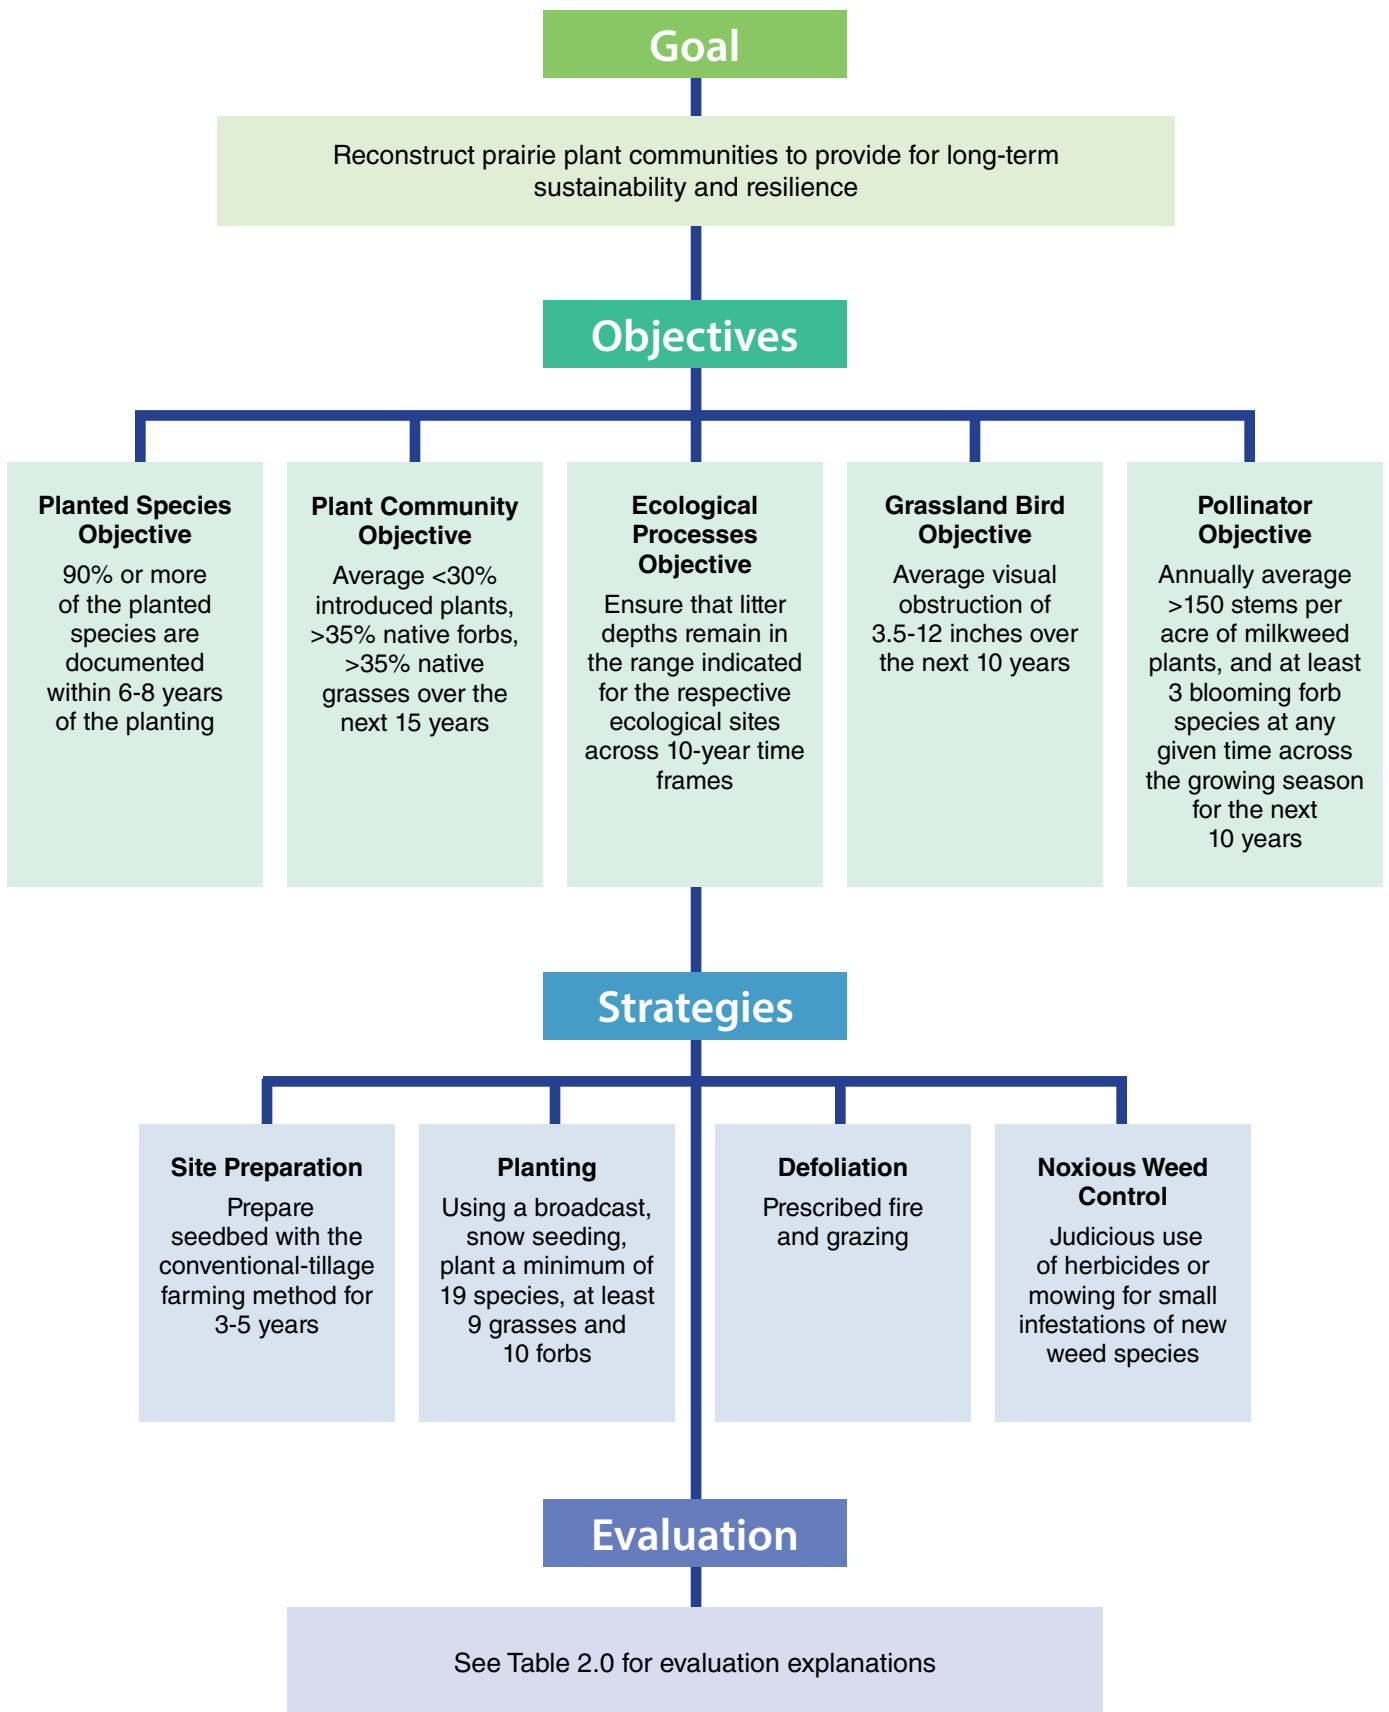 Goal
Reconstruct prairie plant communities to provide for long-term
sustainability and resilience
Objectives
Planted Species
Objective
90% or more
of the planted
species are
documented
within 6-8 years
of the planting
Plant Community
Objective
Average <30%
introduced plants,
>35% native forbs,
>35% native
grasses over the
next 15 years
Ecological
Processes
Objective
Ensure that litter
depths remain in
the range indicated
for the respective
ecological sites
across 10-year time
frames
Grassland Bird
Objective
Average visual
obstruction of
3.5-12 inches over
the next 10 years
Pollinator
Objective
Annually average
>150 stems per
acre of milkweed
plants, and at least
3 blooming forb
species at any
given time across
the growing season
for the next
10 years
Strategies
Site Preparation
Prepare
seedbed with the
conventional-tillage
farming method for
3-5 years
Planting
Using a broadcast,
snow seeding,
plant a minimum of
19 species, at least
9 grasses and
10 forbs
Defoliation
Prescribed fire
and grazing
Noxious Weed
Control
Judicious use
of herbicides or
mowing for small
infestations of new
weed species
Evaluation
See Table 2.0 for evaluation explanations